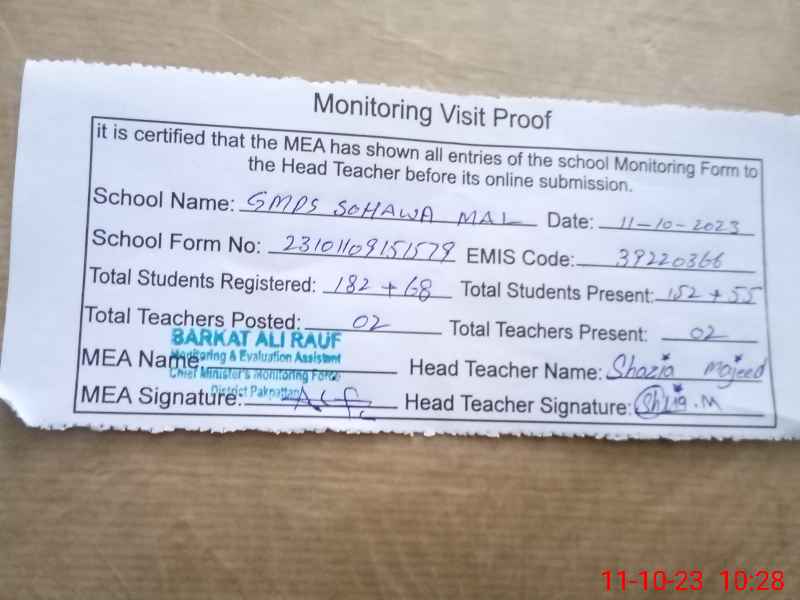 Monitoring Visit Proof
it is certified that the MEA has shown all entries of the school Monitoring Form to
the Head Teacher before its online submission.
School Name: GMPS SOHAWA MAL Date: 11-10-2023
School Form No: 23101109151579 EMIS Code: 39220366
Total Students Registered: 182 + 68 Total Students Present: 152 + 55
Total Teachers Posted: 02 Total Teachers Present: 02
BARKAT ALI RAUF
Monitoring & Evaluation Assistant
MEA Name: Head Teacher Name: Shazia Majeed
Chief Minister's Monitoring Force
District Pakpattan
MEA Signature: Head Teacher Signature: Shzia.M
11-10-23 10:28